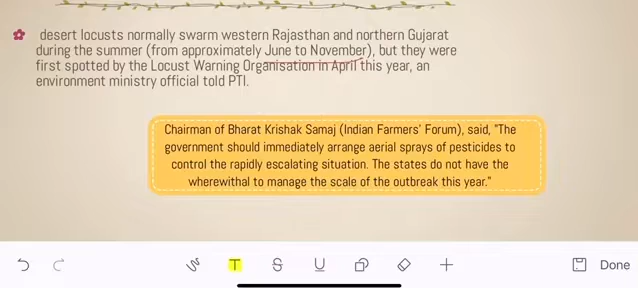 desert locusts normally swarm western Rajasthan and northern Gujarat
during the summer (from approximately June to November), but they were
first spotted by the Locust Warning Organisation in April this year, an
environment ministry official told PTI.
Chairman of Bharat Krishak Samaj (Indian Farmers' Forum), said, "The
government should immediately arrange aerial sprays of pesticides to
control the rapidly escalating situation. The states do not have the
wherewithal to manage the scale of the outbreak this year."
T S U Done